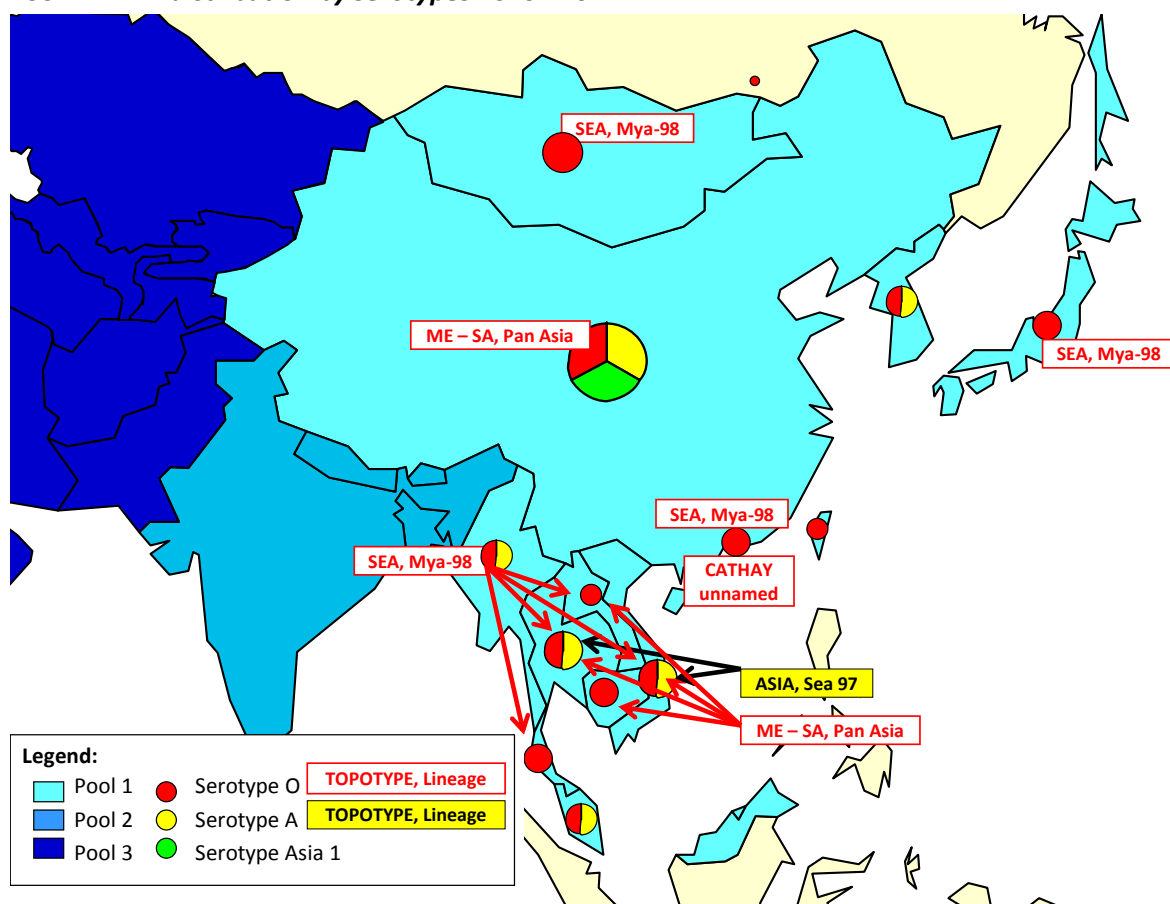 SEA, Mya-98
ME – SA, Pan Asia
SEA, Mya-98
SEA, Mya-98
SEA, Mya-98
CATHAY
unnamed
ASIA, Sea 97
ME – SA, Pan Asia
Legend:
Pool 1
Serotype O
TOPOTYPE, Lineage
Pool 2
Serotype A
TOPOTYPE, Lineage
Pool 3
Serotype Asia 1